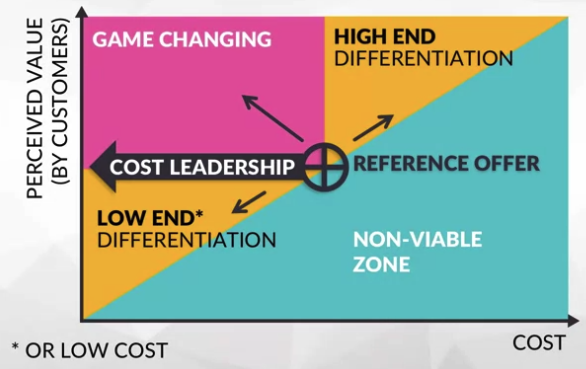 PERCEIVED VALUE
(BY CUSTOMERS)
GAME CHANGING
HIGH END
DIFFERENTIATION
COST LEADERSHIP
REFERENCE OFFER
LOW END*
DIFFERENTIATION
NON-VIABLE
ZONE
* OR LOW COST
COST